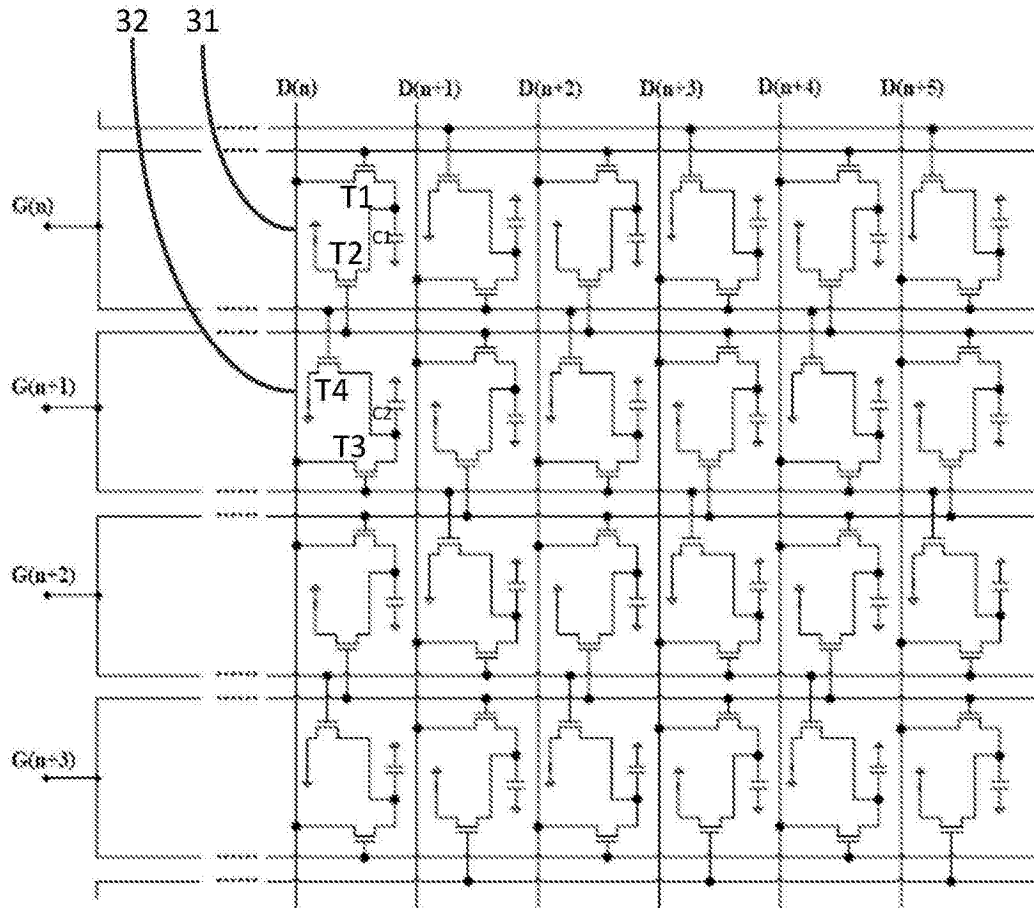 32 31
D(n) D(n+1) D(n+2) D(n+3) D(n+4) D(n+5)
T1
G(n)
C1
T2
G(n+1)
T4
C2
T3
G(n+2)
G(n+3)